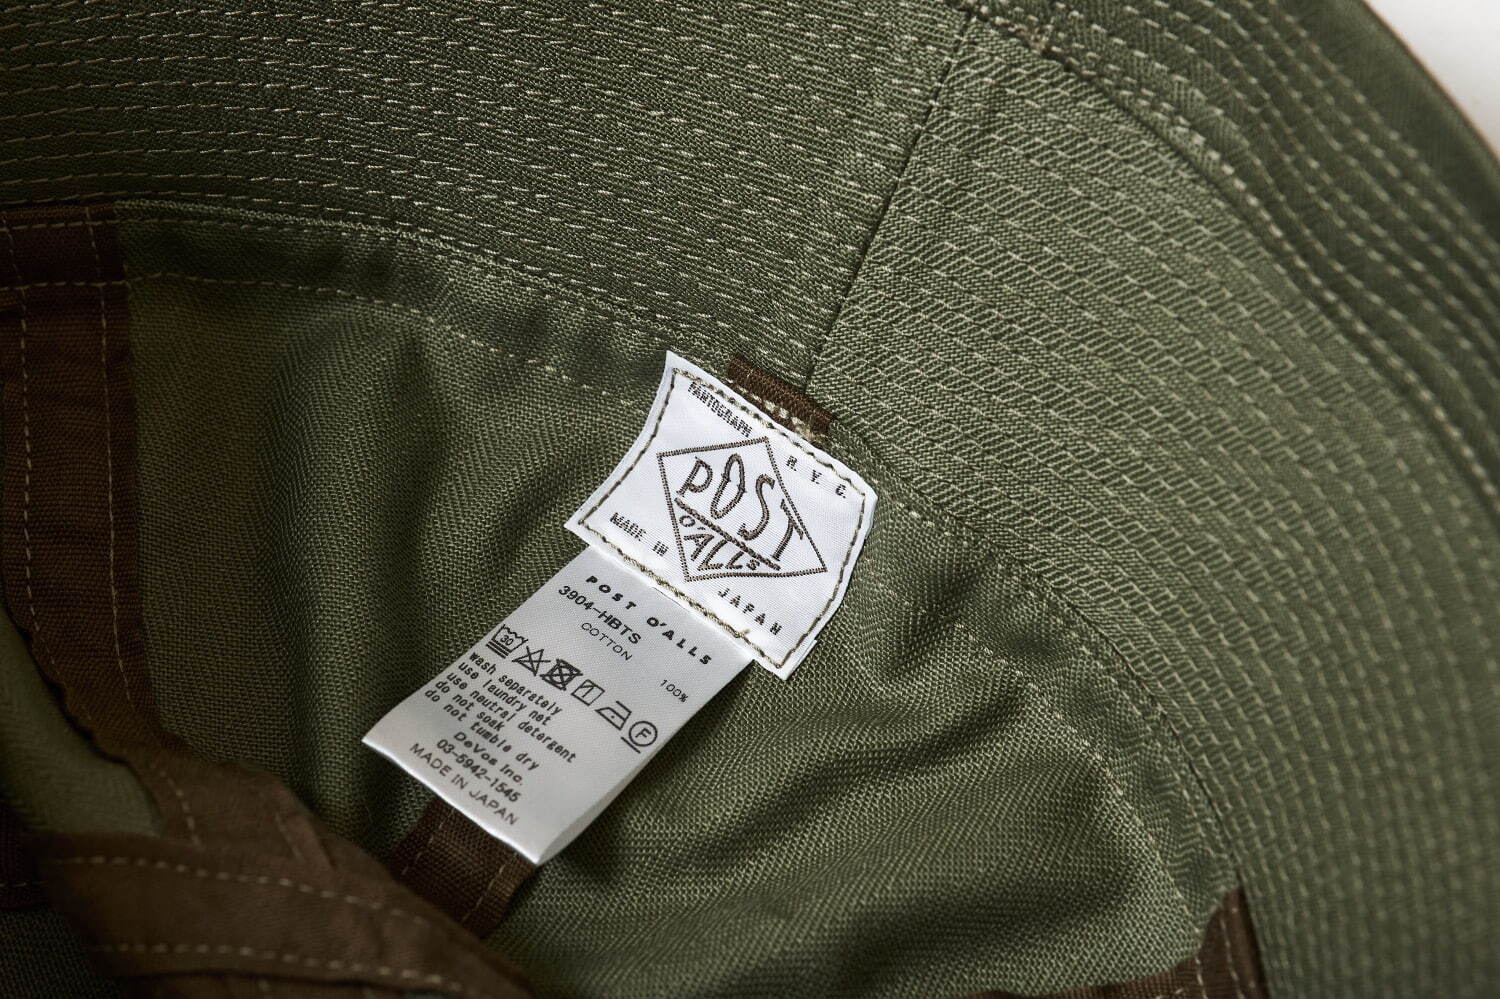 PANTOGRAPH
N. Y. C.
POST
O'ALLS
MADE IN
JAPAN
POST O'ALLS
3904-HBTS
COTTON 100%
30
F
wash separately
use laundry net
use neutral detergent
do not soak
do not tumble dry
DeVos Inc.
03-5942-1545
MADE IN JAPAN